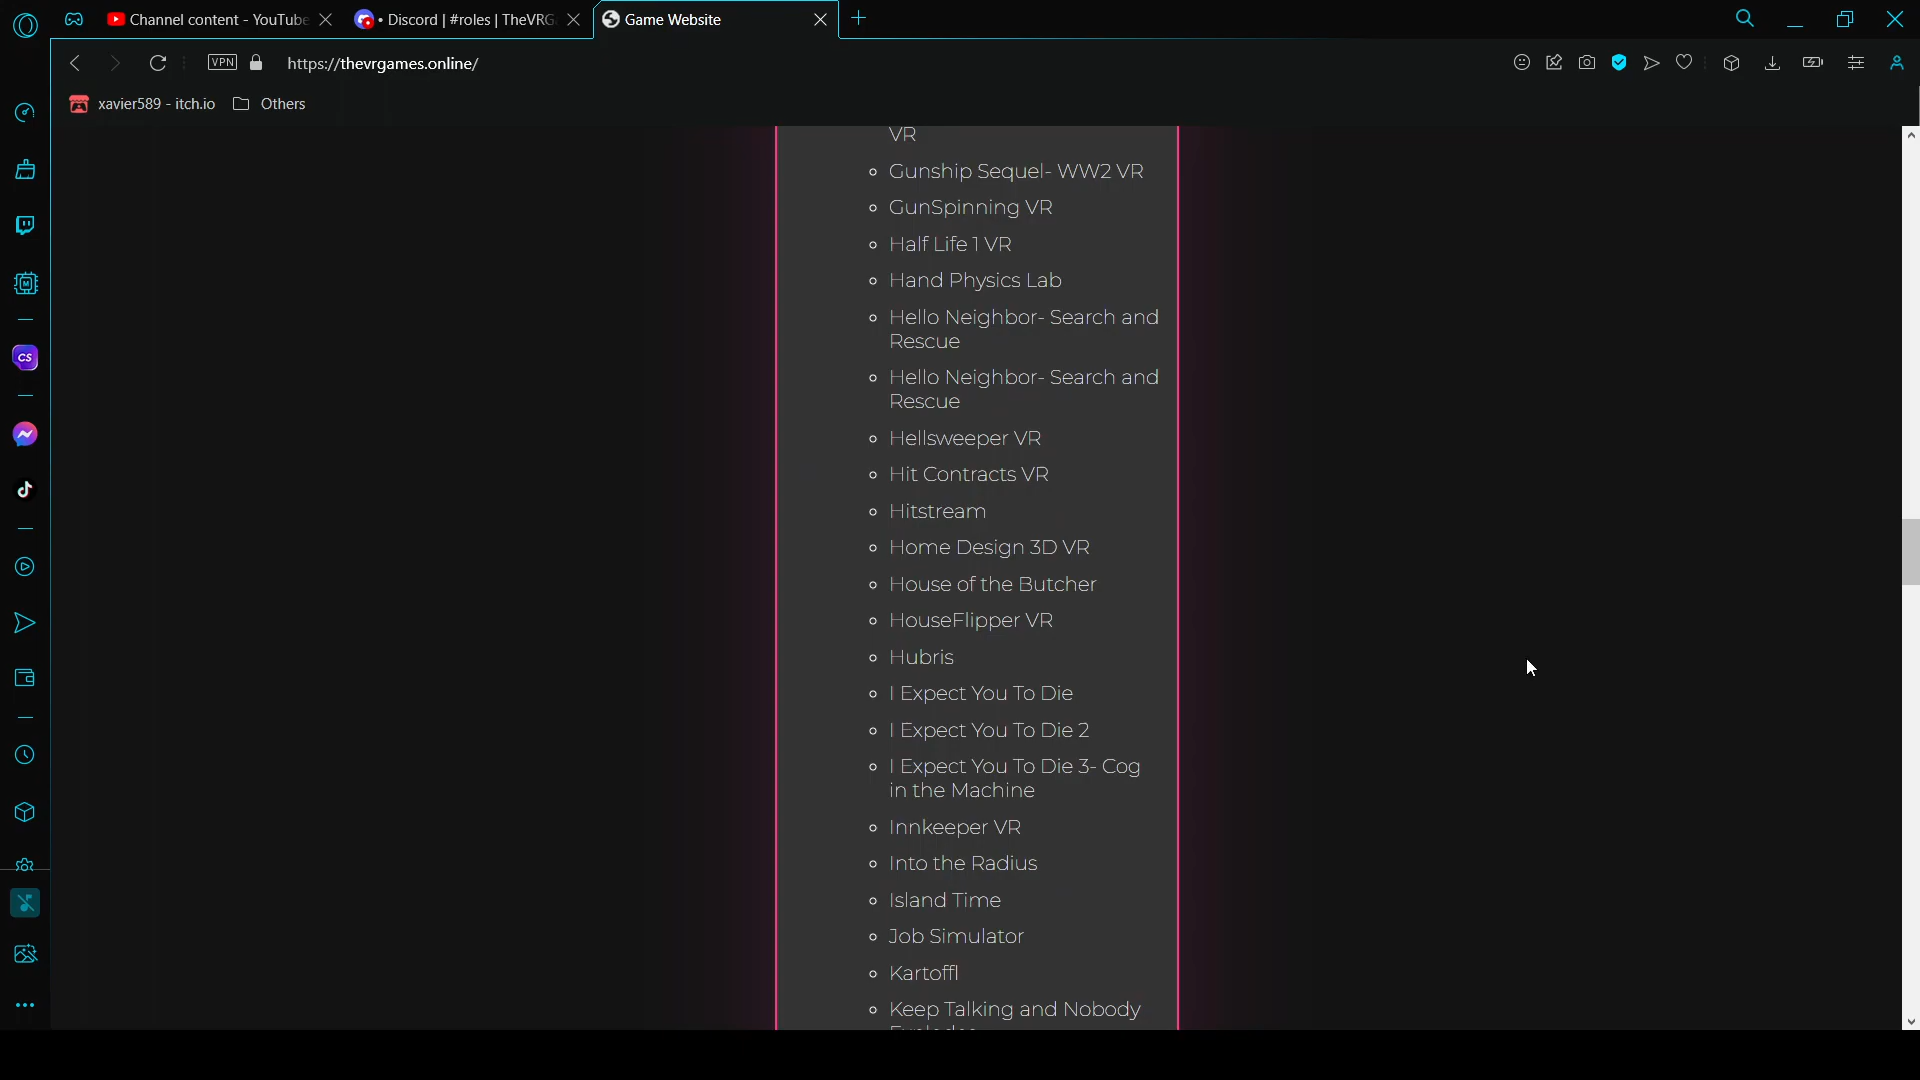 Channel content - YouTube
• Discord | #roles | TheVRG
Game Website
VPN
https://thevrgames.online/
xavier589 - itch.io
Others
VR
Gunship Sequel- WW2 VR
GunSpinning VR
Half Life 1 VR
Hand Physics Lab
Hello Neighbor- Search and
Rescue
Hello Neighbor- Search and
Rescue
Hellsweeper VR
Hit Contracts VR
Hitstream
Home Design 3D VR
House of the Butcher
HouseFlipper VR
Hubris
I Expect You To Die
I Expect You To Die 2
I Expect You To Die 3- Cog
in the Machine
Innkeeper VR
Into the Radius
Island Time
Job Simulator
Kartoffl
Keep Talking and Nobody
CS
M